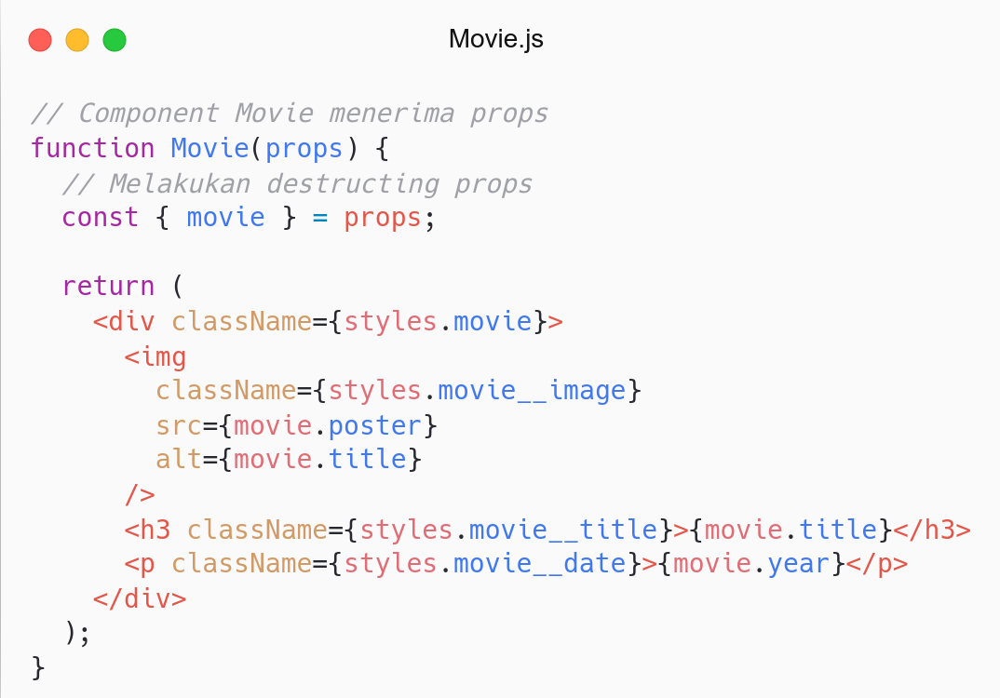 Movie.js
// Component Movie menerima props
function Movie(props) {
  // Melakukan destructing props
  const { movie } = props;

  return (
    <div className={styles.movie}>
      <img
        className={styles.movie__image}
        src={movie.poster}
        alt={movie.title}
      />
      <h3 className={styles.movie__title}>{movie.title}</h3>
      <p className={styles.movie__date}>{movie.year}</p>
    </div>
  );
}